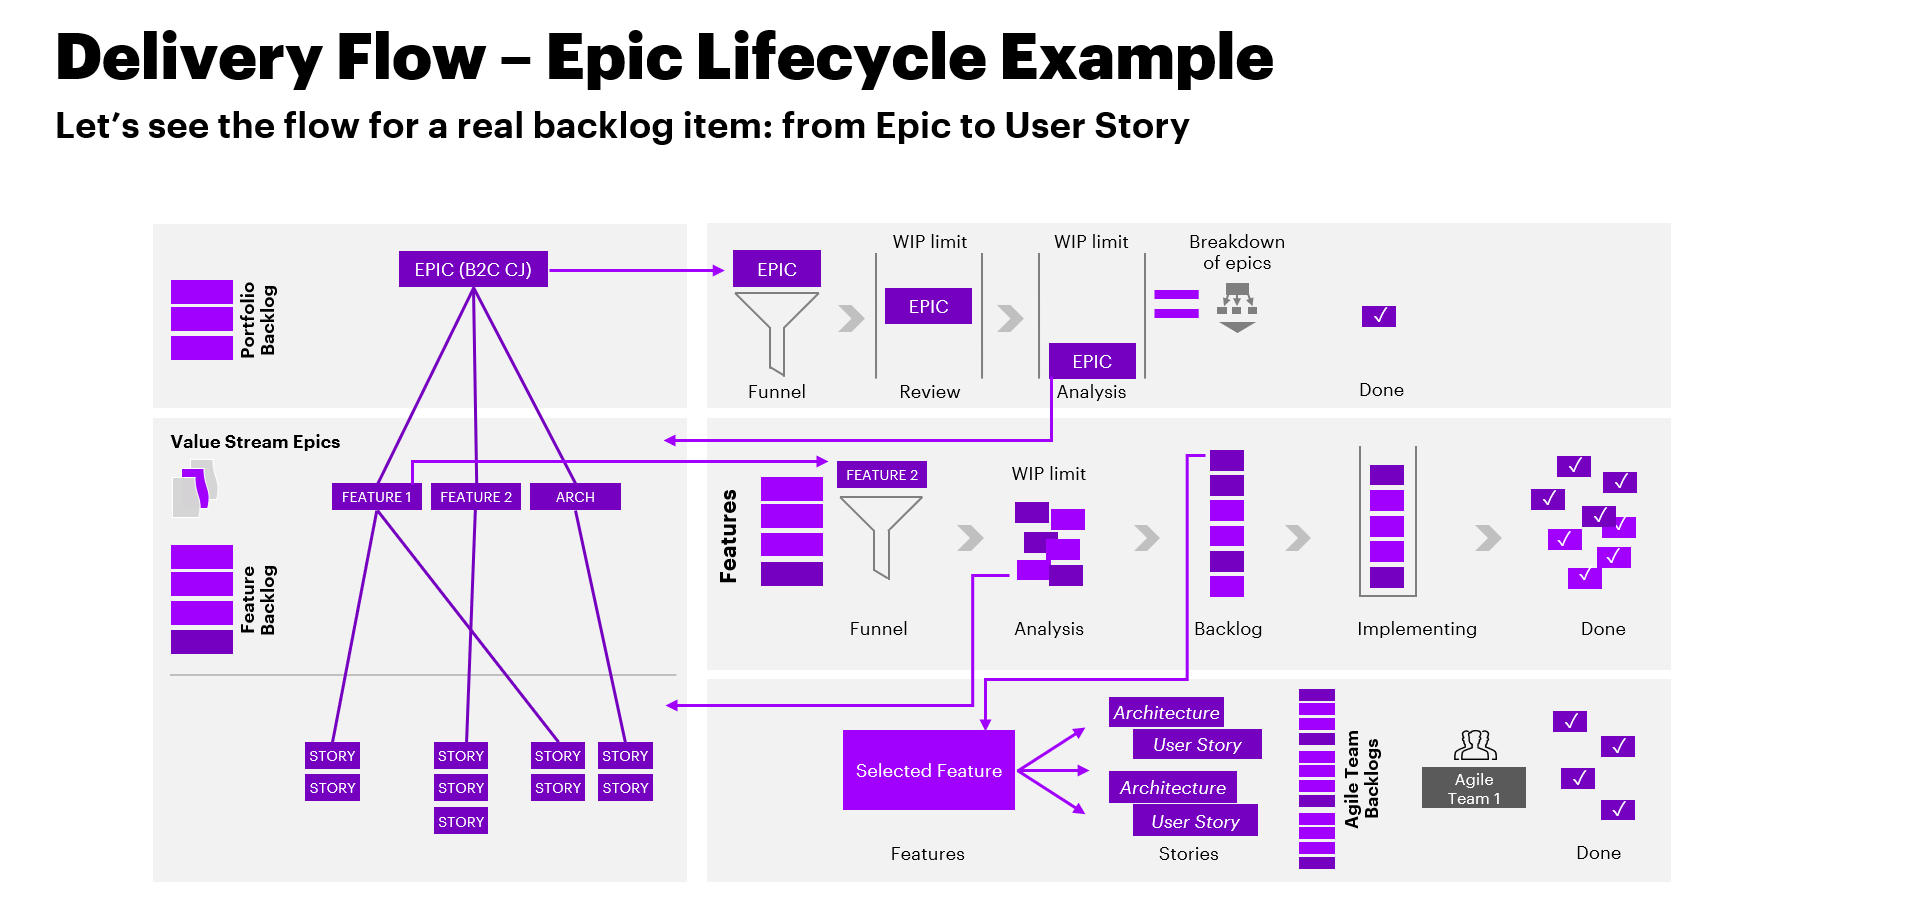 Delivery Flow – Epic Lifecycle Example
Let's see the flow for a real backlog item: from Epic to User Story
Portfolio
Backlog
EPIC (B2C CJ)
EPIC
Funnel
WIP limit
EPIC
Review
WIP limit
EPIC
Analysis
Breakdown
of epics
Done
Value Stream Epics
FEATURE 1
FEATURE 2
ARCH
Feature
Backlog
STORY
STORY
STORY
STORY
STORY
STORY
STORY
STORY
STORY
Features
FEATURE 2
Funnel
WIP limit
Analysis
Backlog
Implementing
Done
Selected Feature
Features
Architecture
User Story
Architecture
User Story
Stories
Agile Team
Backlogs
Agile
Team 1
Done